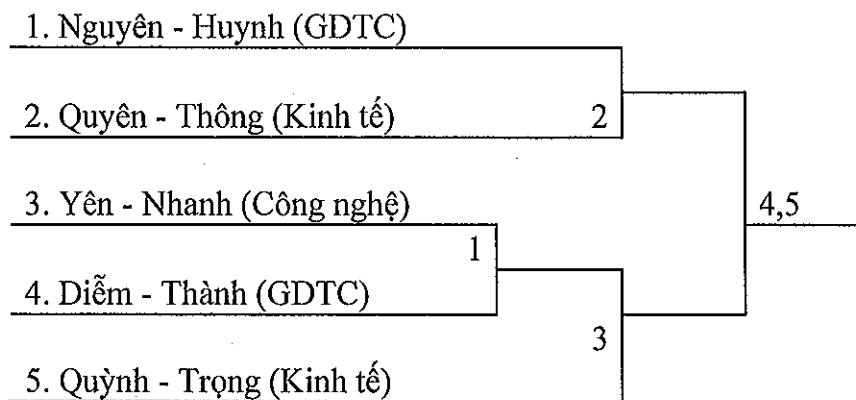 1. Nguyên - Huynh (GDTC)
2. Quyên - Thông (Kinh tế)
2
3. Yên - Nhanh (Công nghệ)
4,5
1
4. Diễm - Thành (GDTC)
3
5. Quỳnh - Trọng (Kinh tế)